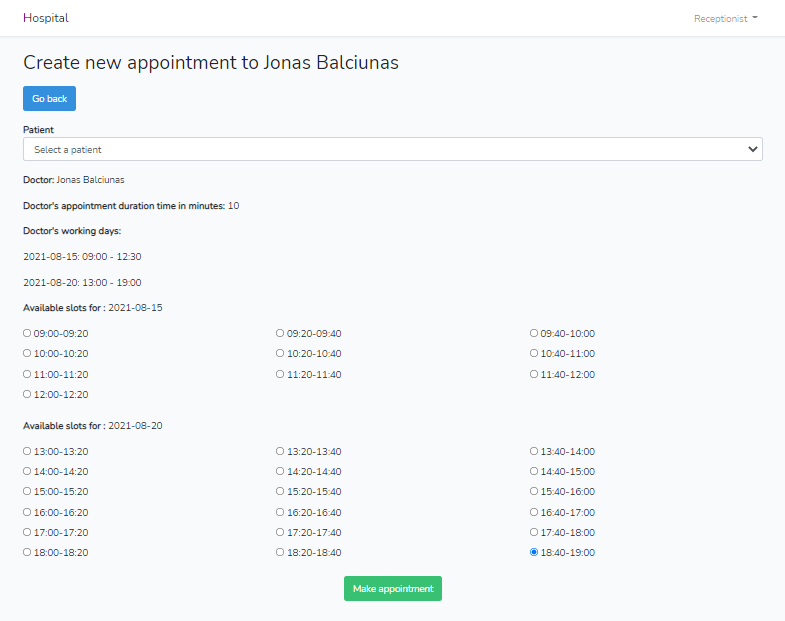 Hospital
Receptionist
Create new appointment to Jonas Balciunas
Go back
Patient
Select a patient
Doctor: Jonas Balciunas
Doctor's appointment duration time in minutes: 10
Doctor's working days:
2021-08-15: 09:00 - 12:30
2021-08-20: 13:00 - 19:00
Available slots for : 2021-08-15
09:00-09:20 09:20-09:40 09:40-10:00
10:00-10:20 10:20-10:40 10:40-11:00
11:00-11:20 11:20-11:40 11:40-12:00
12:00-12:20
Available slots for : 2021-08-20
13:00-13:20 13:20-13:40 13:40-14:00
14:00-14:20 14:20-14:40 14:40-15:00
15:00-15:20 15:20-15:40 15:40-16:00
16:00-16:20 16:20-16:40 16:40-17:00
17:00-17:20 17:20-17:40 17:40-18:00
18:00-18:20 18:20-18:40 18:40-19:00
Make appointment